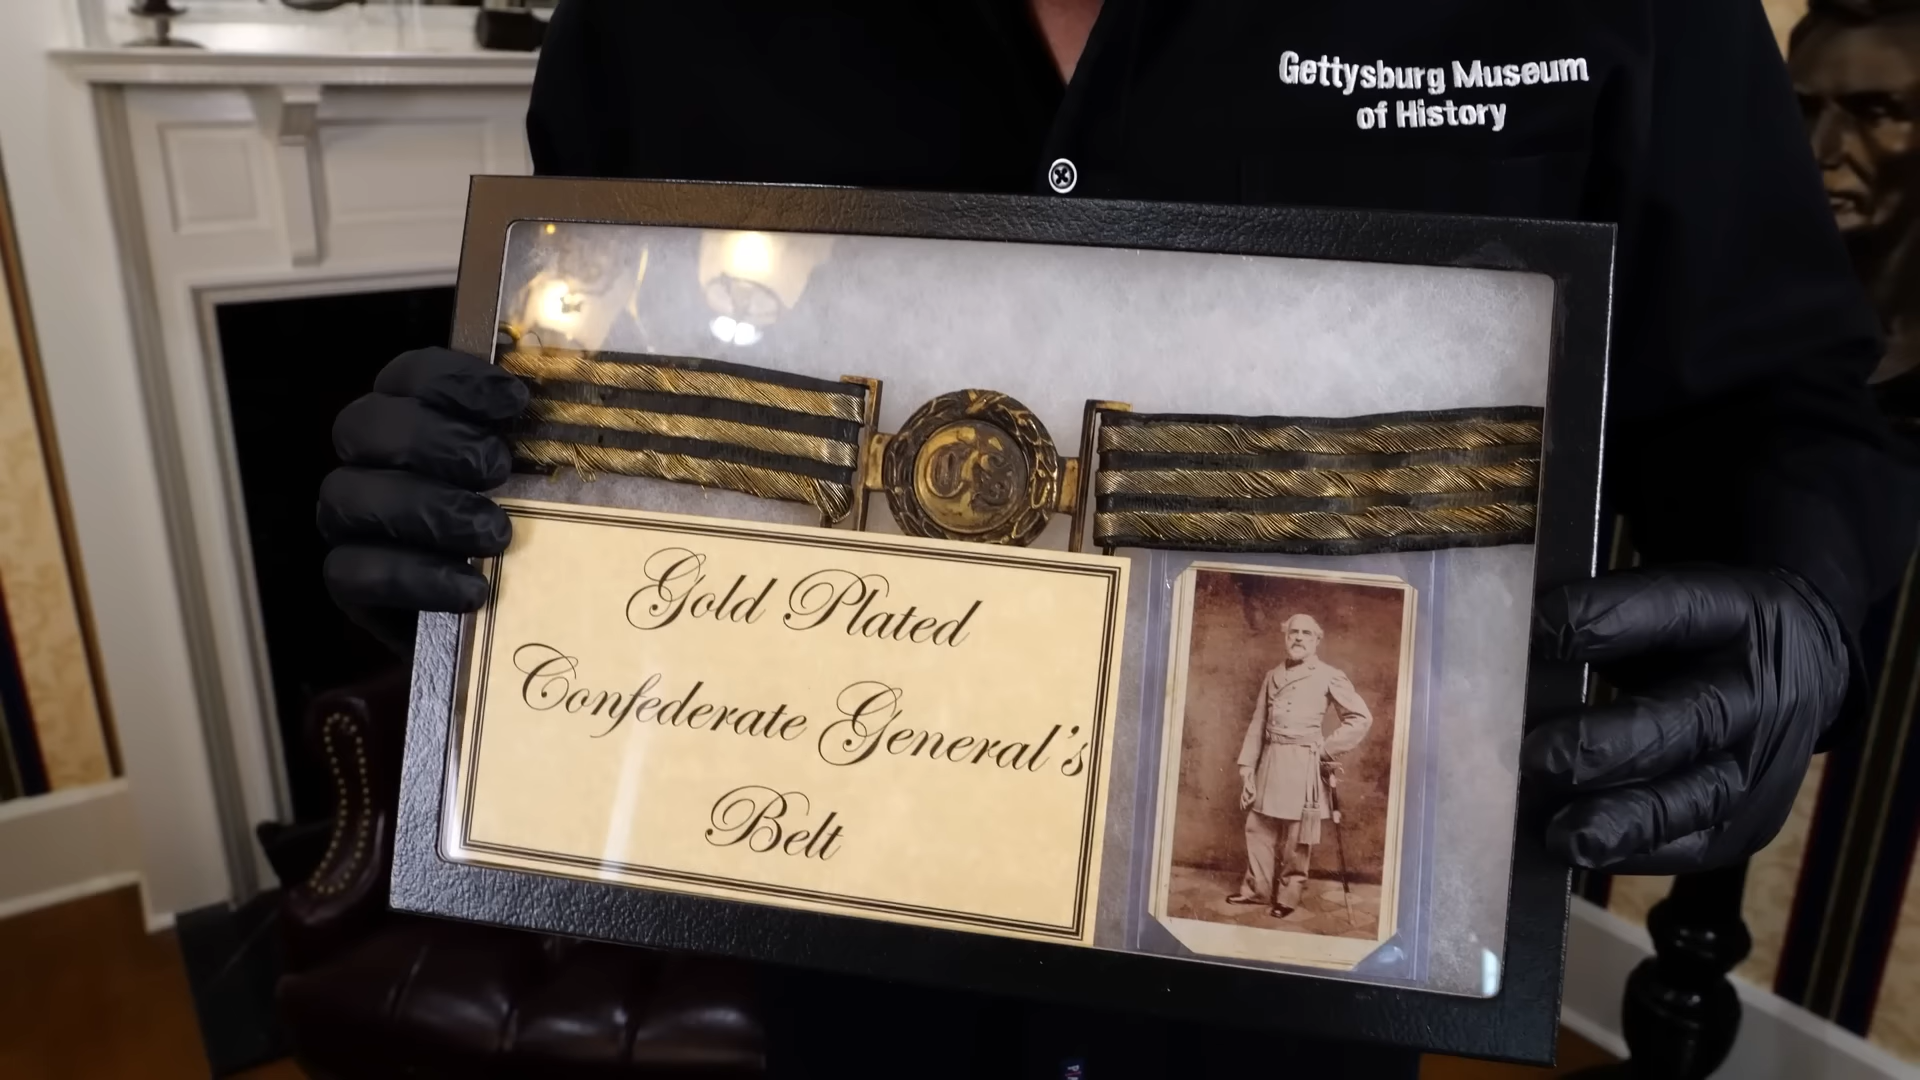 Gettysburg Museum
of History
CS
Gold Plated
Confederate General's
Belt